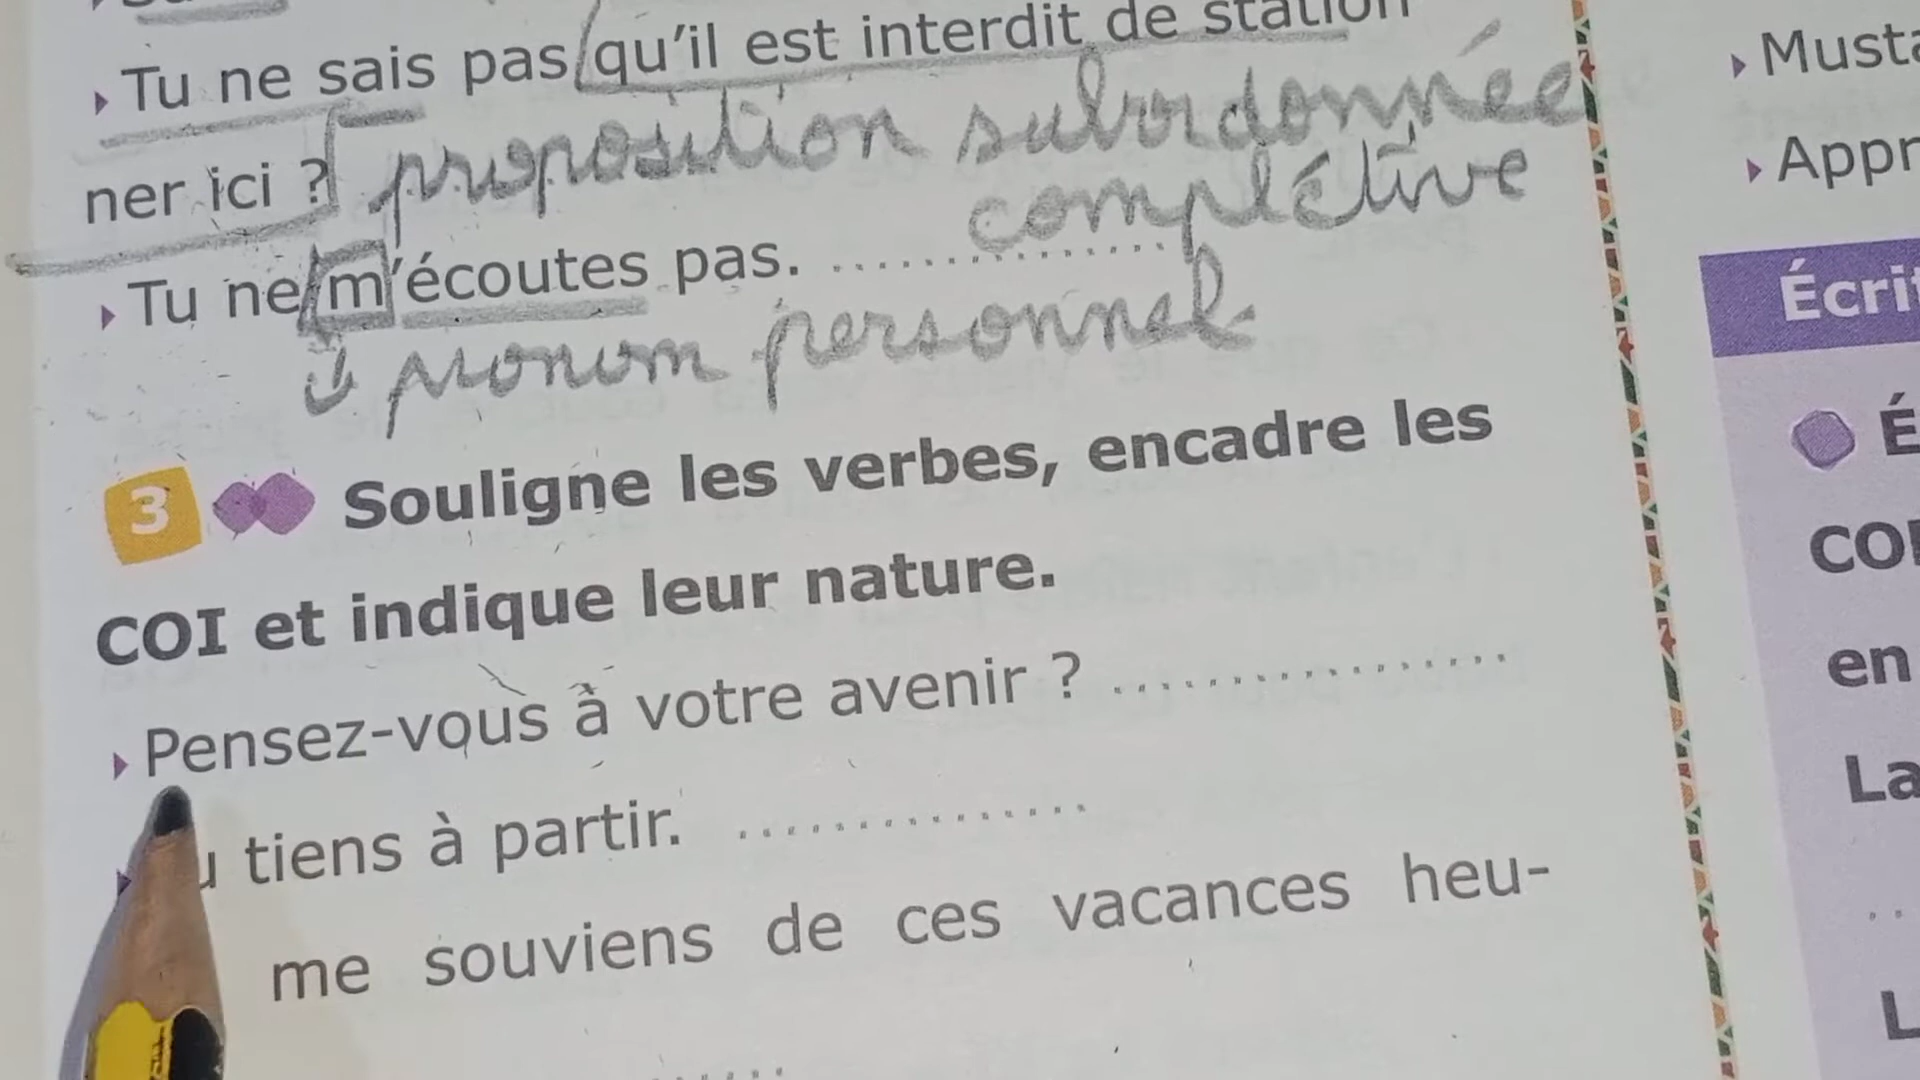 ▸ Tu ne sais pas qu'il est interdit de station
ner ici ? proposition subordonnée
complétive
▸ Tu ne m'écoutes pas. ................
pronom personnel
3 Souligne les verbes, encadre les
COI et indique leur nature.
▸ Pensez-vous à votre avenir ? ..................
tiens à partir. ...............
me souviens de ces vacances heu-
▸ Musta
▸ Appr
Écrit
É
COI
en
La
L